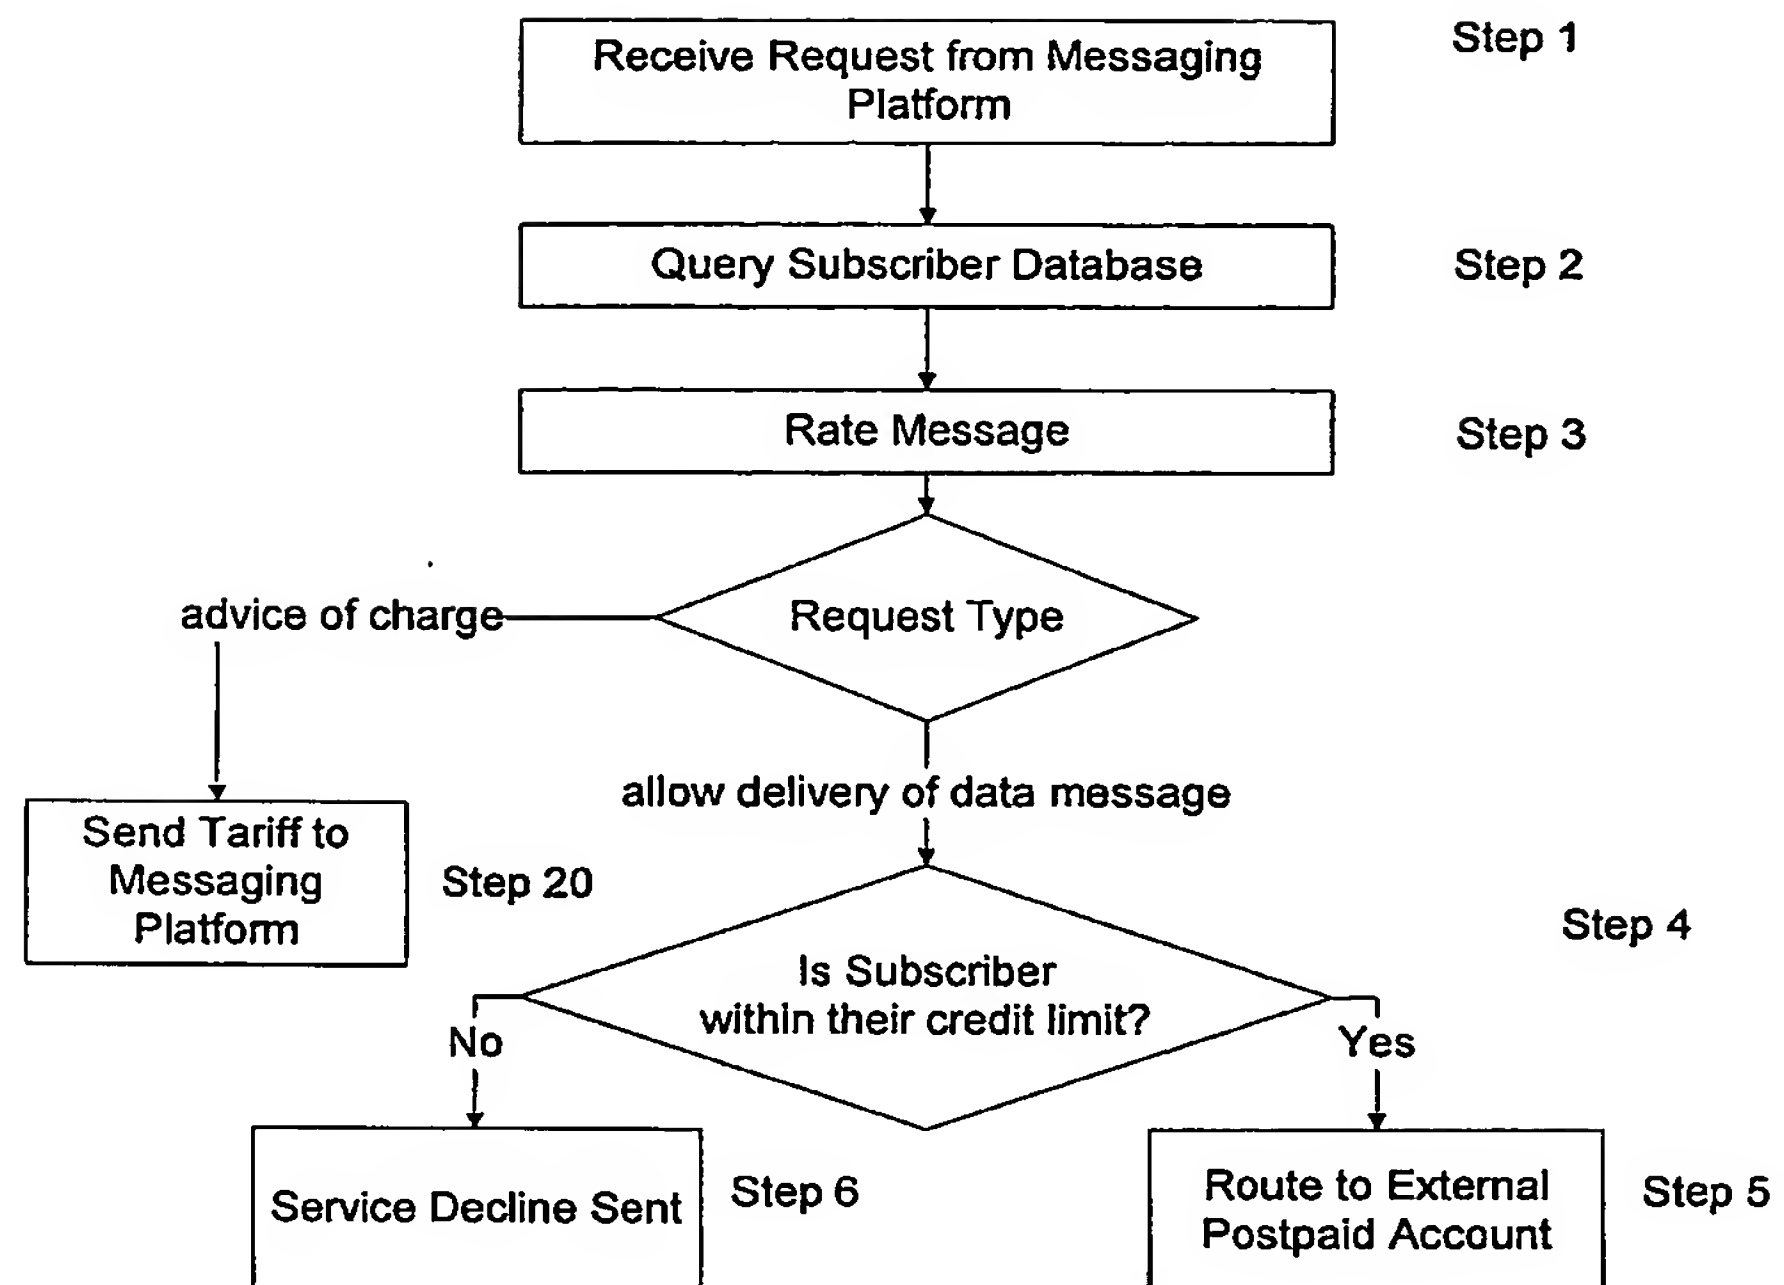 Receive Request from Messaging
Platform
Step 1
Query Subscriber Database
Step 2
Rate Message
Step 3
Request Type
advice of charge
allow delivery of data message
Send Tariff to
Messaging
Platform
Step 20
Step 4
Is Subscriber
within their credit limit?
No
Yes
Service Decline Sent
Step 6
Route to External
Postpaid Account
Step 5